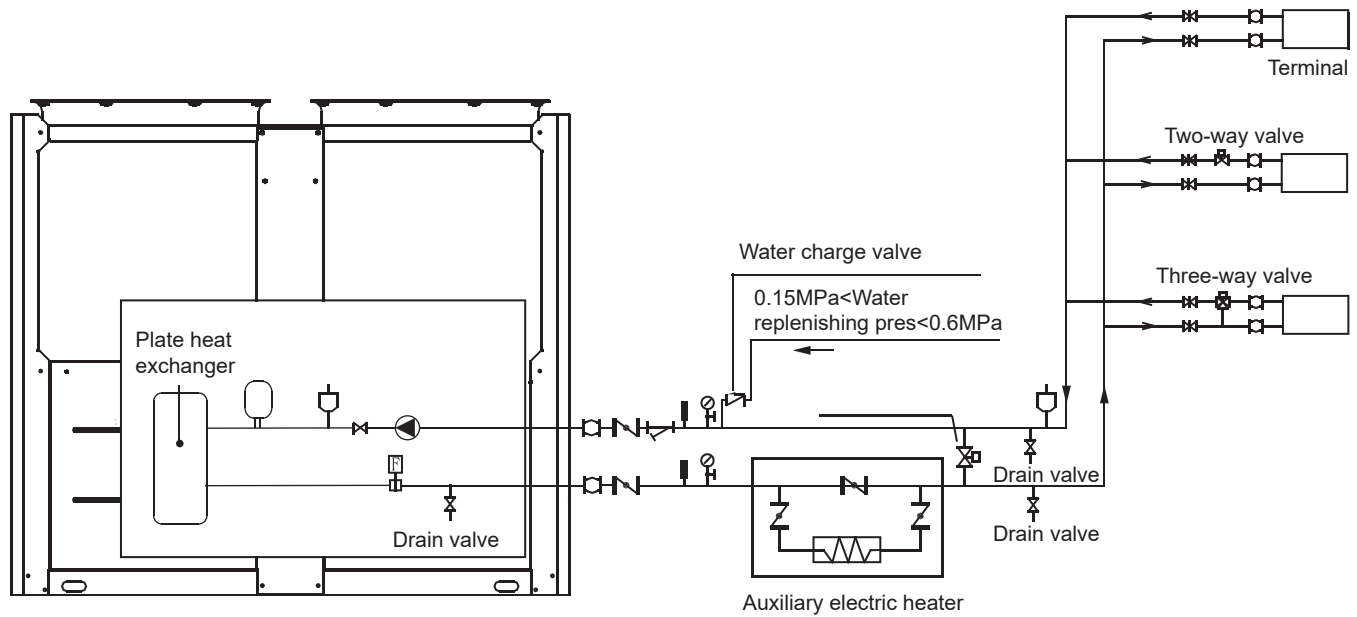 Terminal
Two-way valve
Three-way valve
Water charge valve
0.15MPa<Water
replenishing pres<0.6MPa
Plate heat
exchanger
F
Drain valve
Drain valve
Drain valve
Auxiliary electric heater